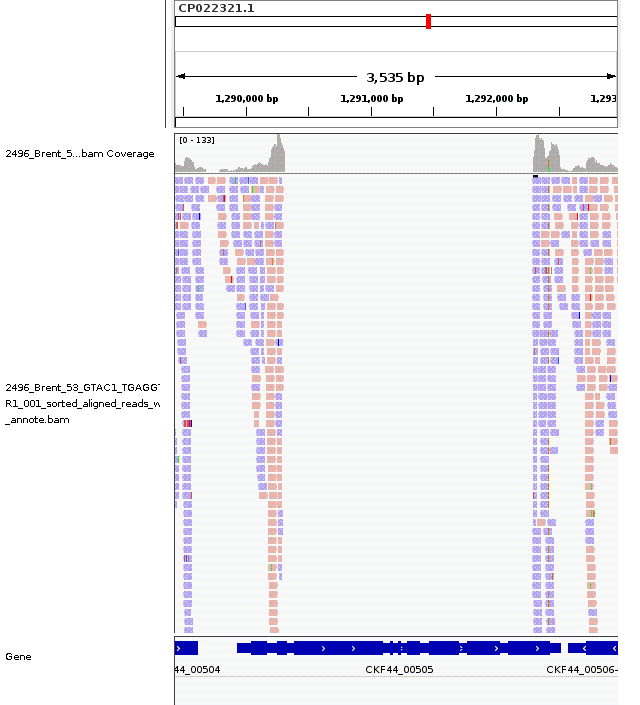 CP022321.1
3,535 bp
1,290,000 bp 1,291,000 bp 1,292,000 bp 1,293
[0 - 133]
2496_Brent_5...bam Coverage
2496_Brent_53_GTAC1_TGAGGT
R1_001_sorted_aligned_reads_w
_annote.bam
Gene
44_00504 CKF44_00505 CKF44_00506-